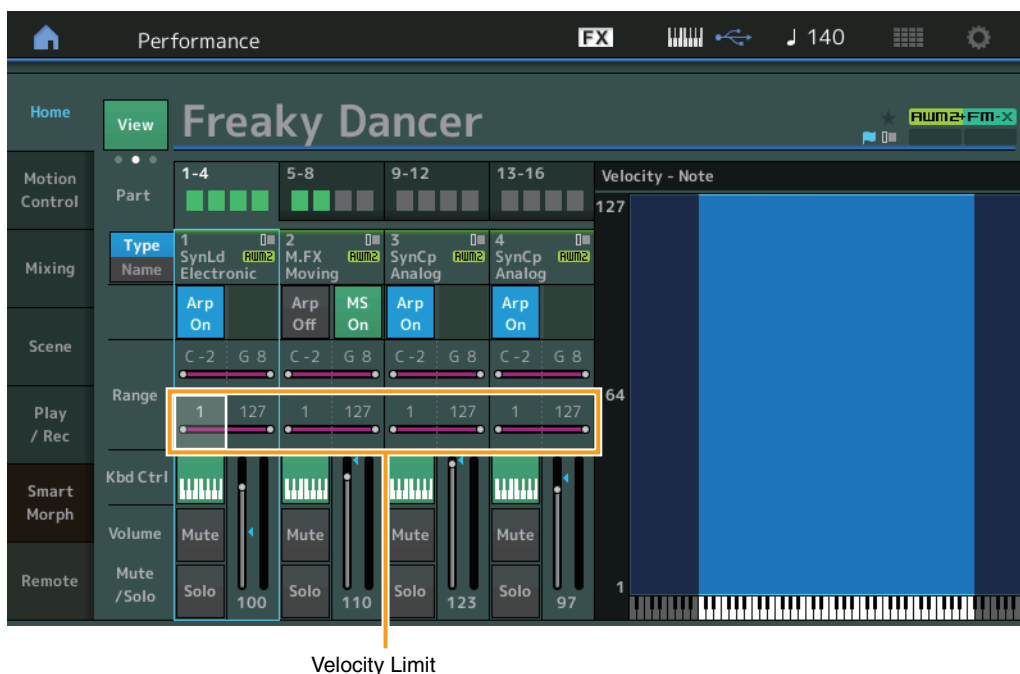 Performance
FX
♩ 140
Home
View
Freaky Dancer
AWM2+FM-X
Motion
Control
Part
1-4
5-8
9-12
13-16
Velocity - Note
127
Mixing
Type
Name
1
SynLd AWM2
Electronic
2
M.FX AWM2
Moving
3
SynCp AWM2
Analog
4
SynCp AWM2
Analog
Arp
On
Arp
Off
MS
On
Arp
On
Arp
On
Scene
Range
C -2 G 8 C -2 G 8 C -2 G 8 C -2 G 8
1 127 1 127 1 127 1 127
64
Play
/ Rec
Kbd Ctrl
Smart
Morph
Volume
Mute Mute Mute Mute
Remote
Mute
/Solo
Solo 100 Solo 110 Solo 123 Solo 97
1
Velocity Limit